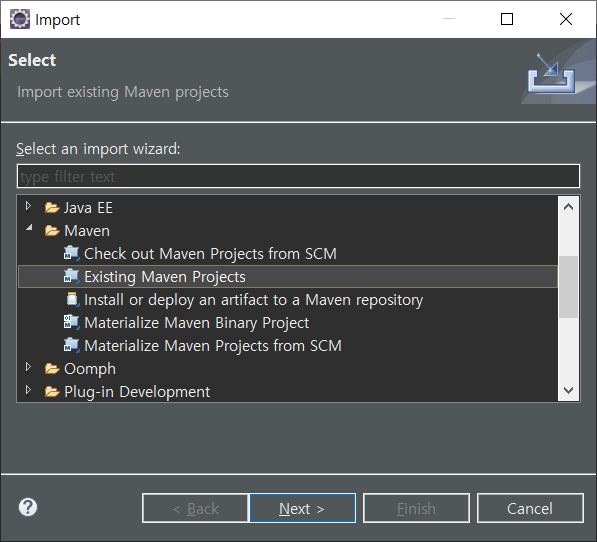 Import
Select
Import existing Maven projects
Select an import wizard:
type filter text
Java EE
Maven
Check out Maven Projects from SCM
Existing Maven Projects
Install or deploy an artifact to a Maven repository
Materialize Maven Binary Project
Materialize Maven Projects from SCM
Oomph
Plug-in Development
?
< Back
Next >
Finish
Cancel